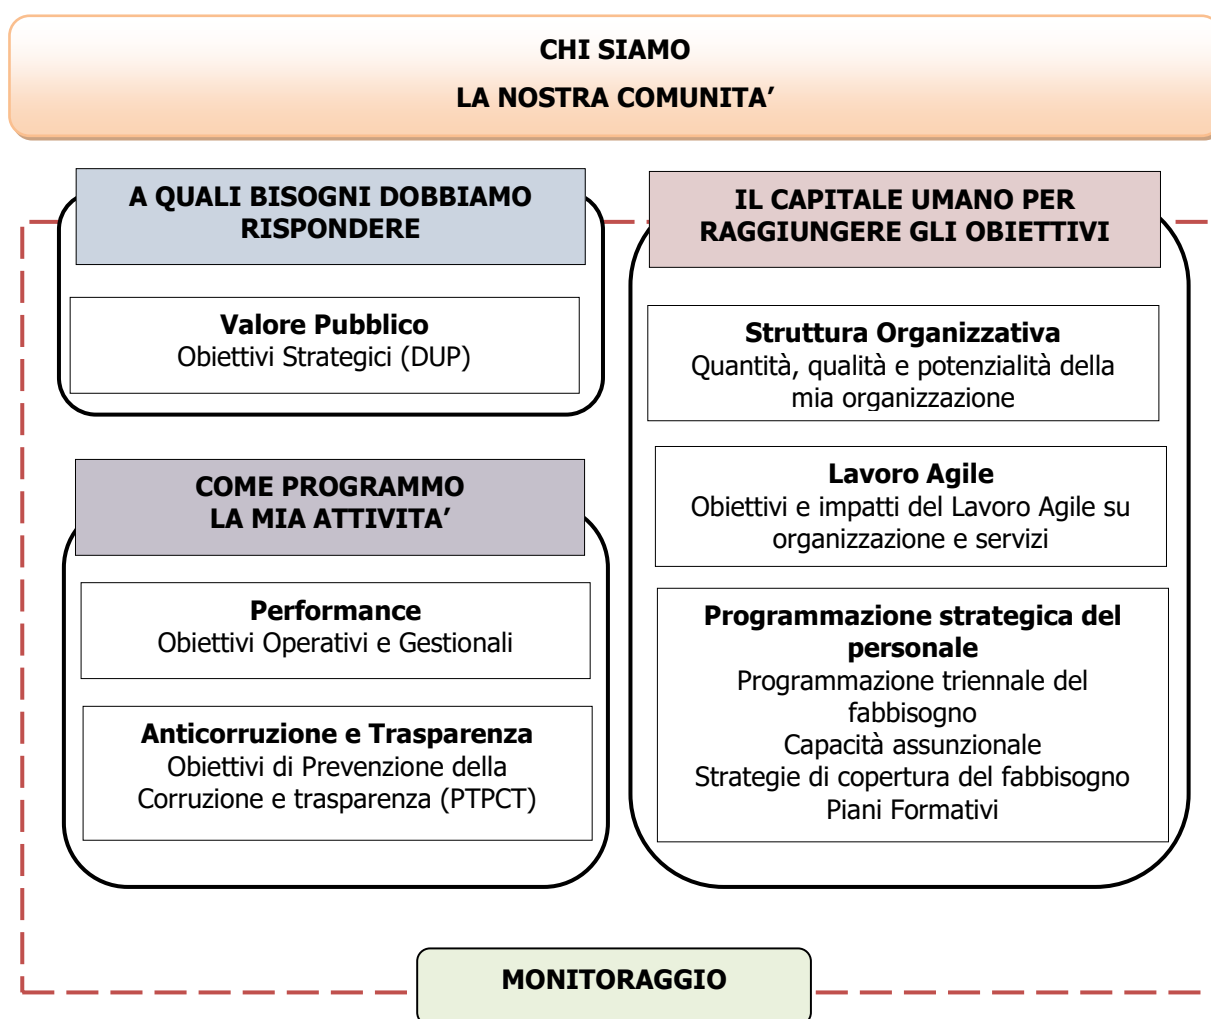 CHI SIAMO
LA NOSTRA COMUNITA’
A QUALI BISOGNI DOBBIAMO
RISPONDERE
Valore Pubblico
Obiettivi Strategici (DUP)
COME PROGRAMMO
LA MIA ATTIVITA’
Performance
Obiettivi Operativi e Gestionali
Anticorruzione e Trasparenza
Obiettivi di Prevenzione della
Corruzione e trasparenza (PTPCT)
IL CAPITALE UMANO PER
RAGGIUNGERE GLI OBIETTIVI
Struttura Organizzativa
Quantità, qualità e potenzialità della
mia organizzazione
Lavoro Agile
Obiettivi e impatti del Lavoro Agile su
organizzazione e servizi
Programmazione strategica del
personale
Programmazione triennale del
fabbisogno
Capacità assunzionale
Strategie di copertura del fabbisogno
Piani Formativi
MONITORAGGIO